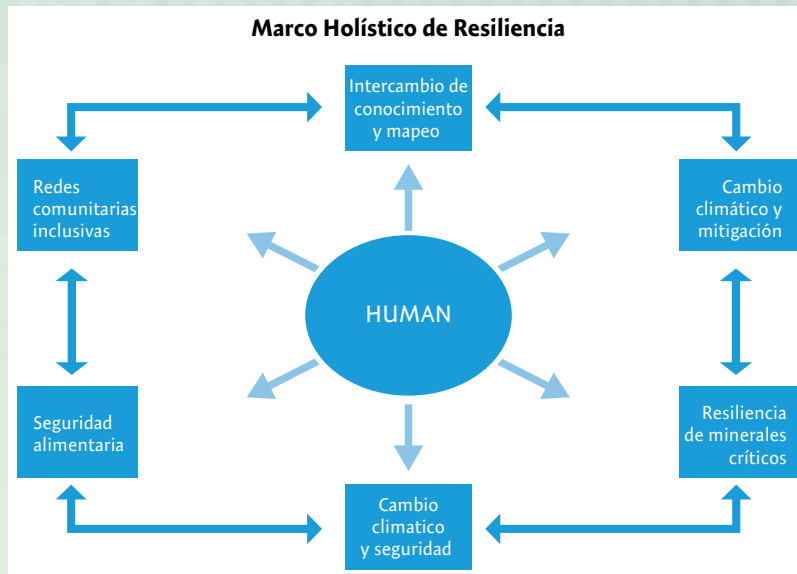 Marco Holístico de Resiliencia
Intercambio de
conocimiento
y mapeo
Redes
comunitarias
inclusivas
Cambio
climático y
mitigación
HUMAN
Seguridad
alimentaria
Resiliencia
de minerales
críticos
Cambio
climatico
y seguridad